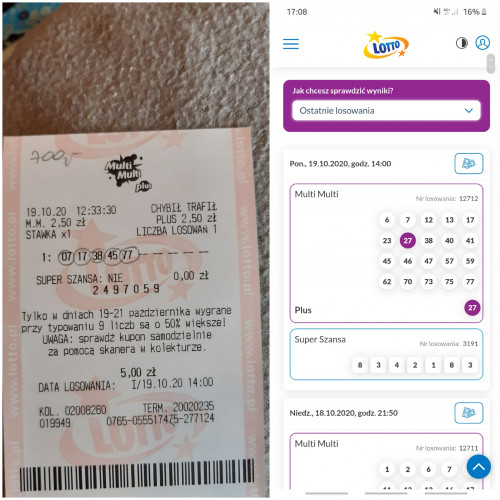 700,-
Multi
Multi
plus
19.10.20 12:33:30 CHYBIŁ TRAFIŁ
M.M. 2,50 zł PLUS 2,50 zł
STAWKA x1 LICZBA LOSOWAŃ 1
1: 07 17 38 45 77
SUPER SZANSA: NIE 0,00 zł
2497059
Tylko w dniach 19-21 października wygrane
przy typowaniu 9 liczb są o 50% większe!
UWAGA: sprawdź kupon samodzielnie
za pomocą skanera w kolekturze.
5,00 zł
DATA LOSOWANIA: I/19.10.20 14:00
KOL. 02008260 TERM. 20020235
019949 0765-055517475-277124
www.lotto.pl
LOTTO
17:08 16%
LOTTO
Jak chcesz sprawdzić wyniki?
Ostatnie losowania
Pon., 19.10.2020, godz. 14:00
Multi Multi Nr losowania: 12712
6 7 12 13 17
23 27 38 40 41
45 46 47 57 59
62 70 73 75 77
Plus 27
Super Szansa Nr losowania: 3191
8 3 4 2 1 8 3
Niedz., 18.10.2020, godz. 21:50
Multi Multi Nr losowania: 12711
1 2 6 7